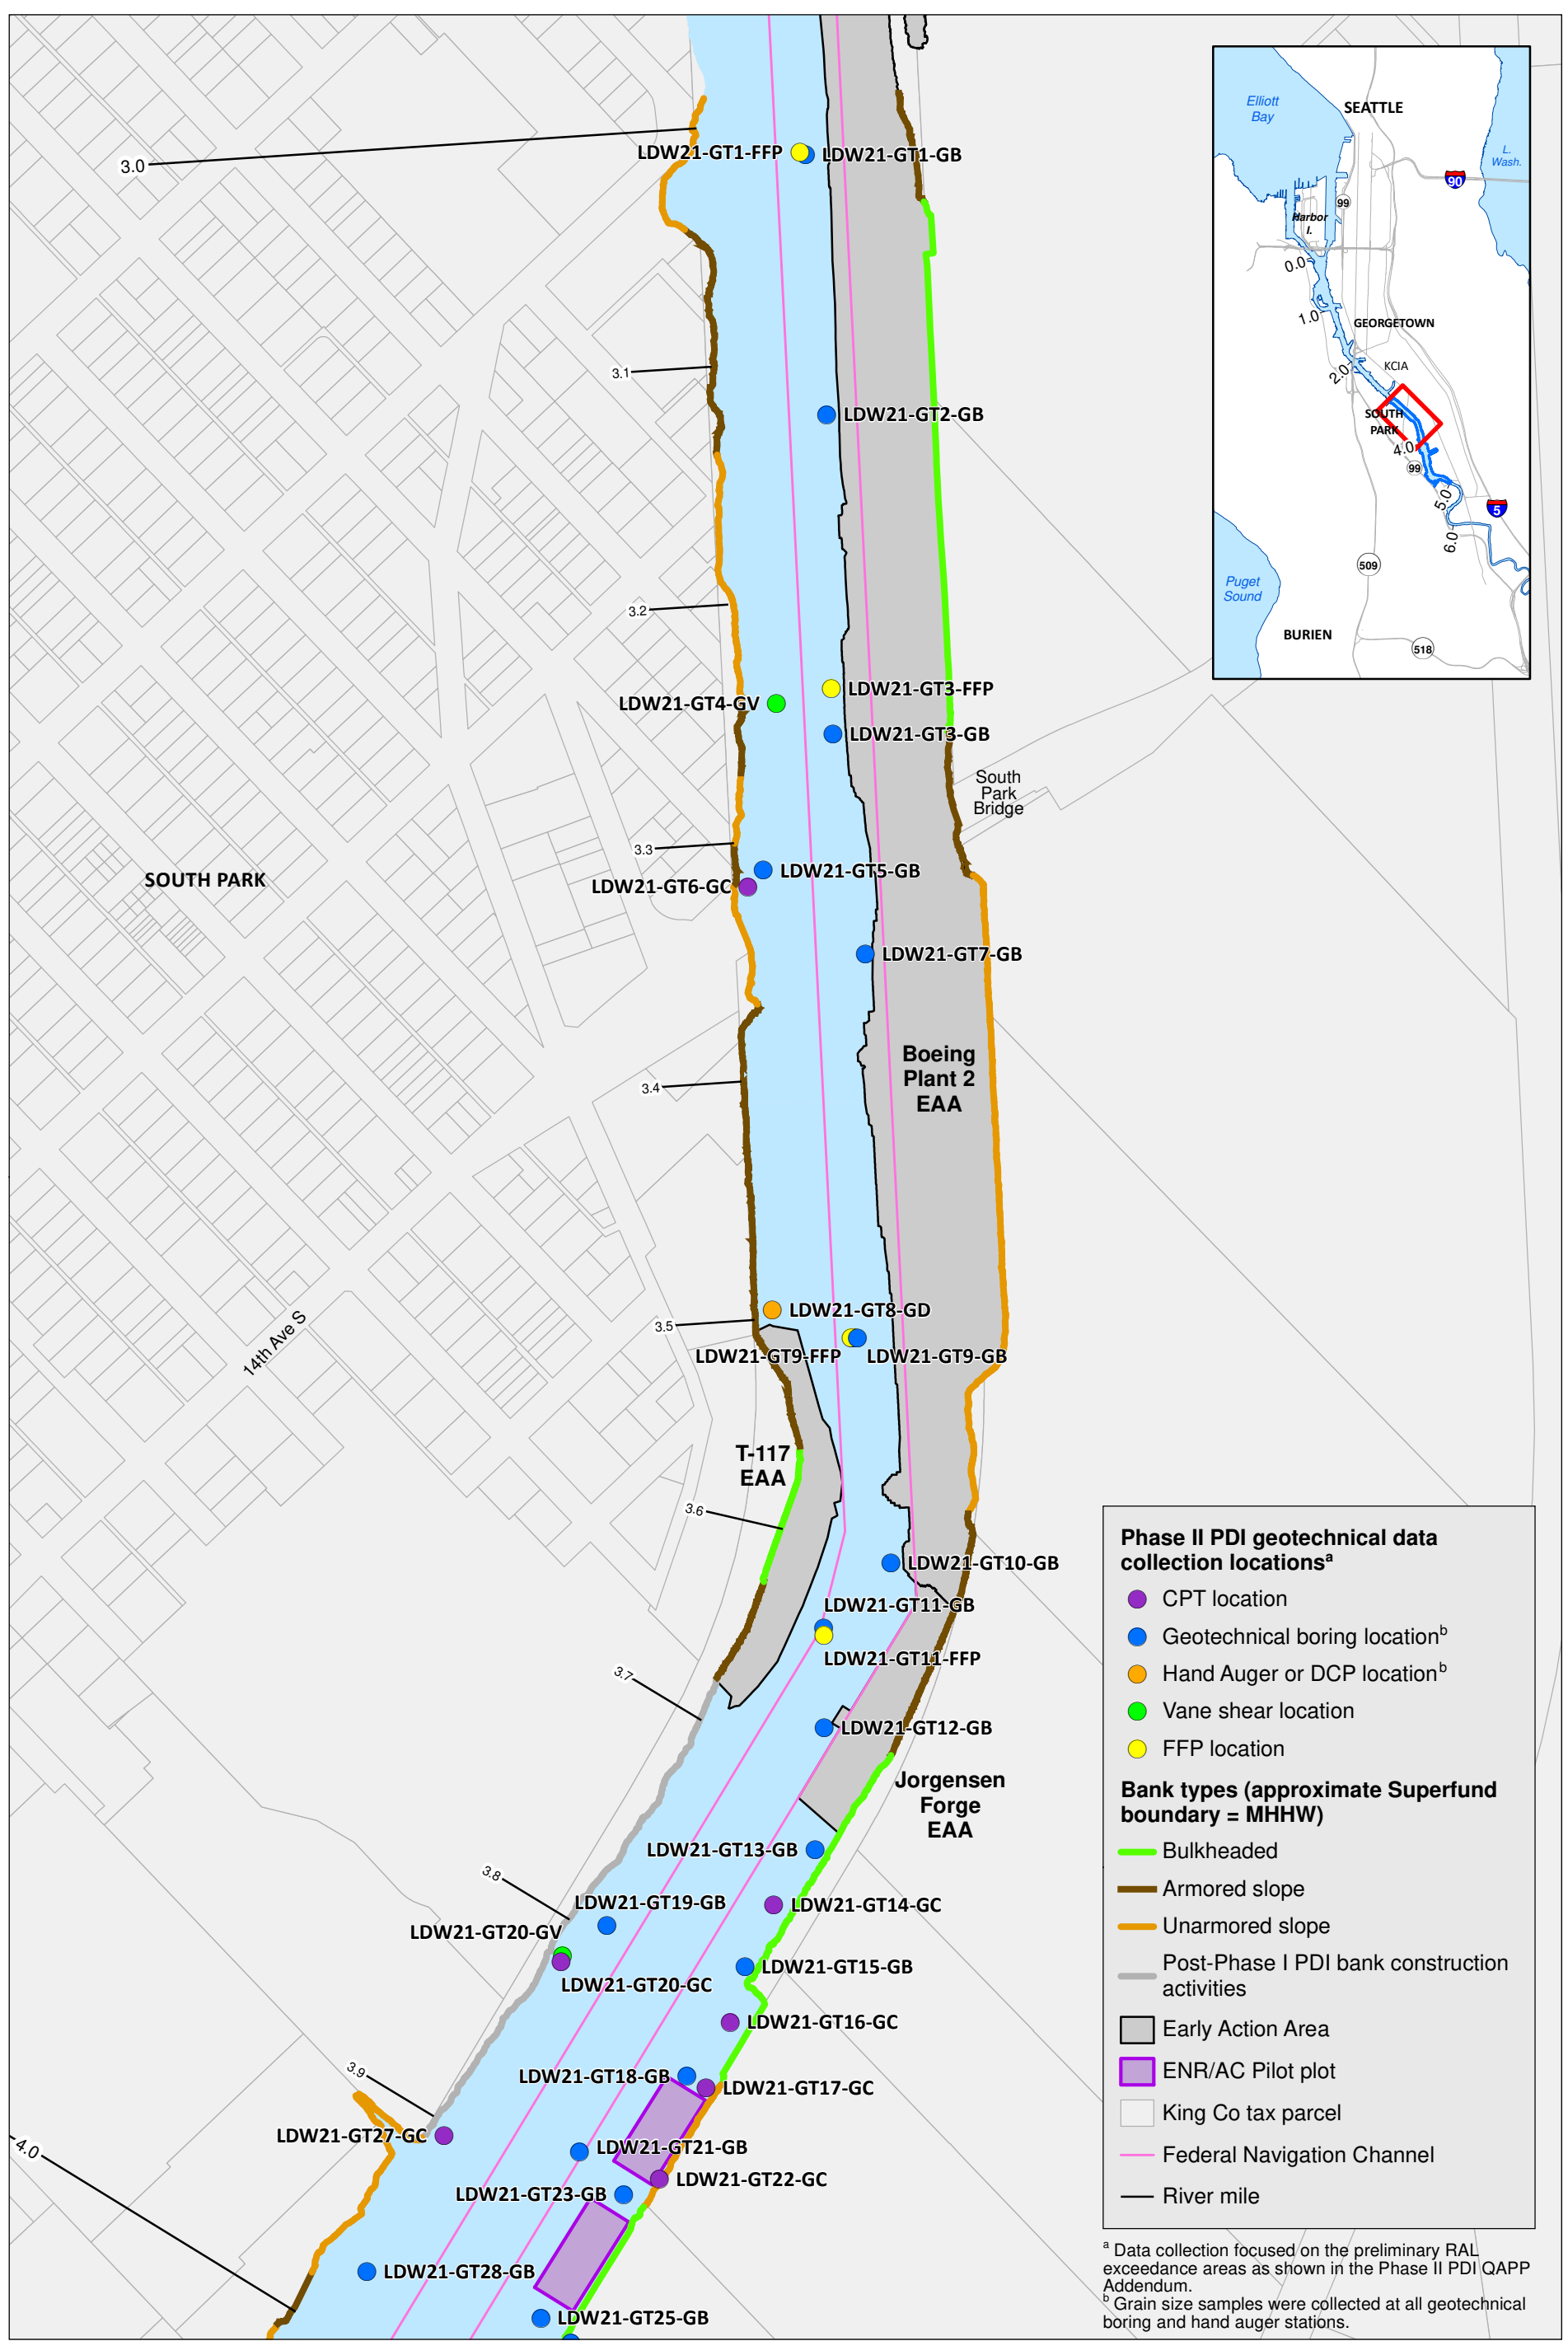 3.0
LDW21-GT1-FFP
LDW21-GT1-GB
3.1
LDW21-GT2-GB
3.2
LDW21-GT3-FFP
LDW21-GT4-GV
LDW21-GT3-GB
South
Park
Bridge
3.3
SOUTH PARK
LDW21-GT5-GB
LDW21-GT6-GC
LDW21-GT7-GB
Boeing
Plant 2
EAA
3.4
LDW21-GT8-GD
3.5
14th Ave S
LDW21-GT9-FFP
LDW21-GT9-GB
T-117
EAA
3.6
LDW21-GT10-GB
LDW21-GT11-GB
LDW21-GT11-FFP
3.7
LDW21-GT12-GB
Jorgensen
Forge
EAA
LDW21-GT13-GB
3.8
LDW21-GT19-GB
LDW21-GT14-GC
LDW21-GT20-GV
LDW21-GT15-GB
LDW21-GT20-GC
LDW21-GT16-GC
3.9
LDW21-GT18-GB
LDW21-GT17-GC
LDW21-GT27-GC
LDW21-GT21-GB
4.0
LDW21-GT22-GC
LDW21-GT23-GB
LDW21-GT28-GB
LDW21-GT25-GB
Elliott
Bay
SEATTLE
L.
Wash.
90
99
Harbor
I.
0.0
1.0
GEORGETOWN
2.0
KCIA
SOUTH
PARK
4.0
99
5.0
5
6.0
509
Puget
Sound
BURIEN
518
Phase II PDI geotechnical data
collection locationsa
CPT location
Geotechnical boring locationb
Hand Auger or DCP locationb
Vane shear location
FFP location
Bank types (approximate Superfund
boundary = MHHW)
Bulkheaded
Armored slope
Unarmored slope
Post-Phase I PDI bank construction
activities
Early Action Area
ENR/AC Pilot plot
King Co tax parcel
Federal Navigation Channel
River mile
a Data collection focused on the preliminary RAL
exceedance areas as shown in the Phase II PDI QAPP
Addendum.
b Grain size samples were collected at all geotechnical
boring and hand auger stations.